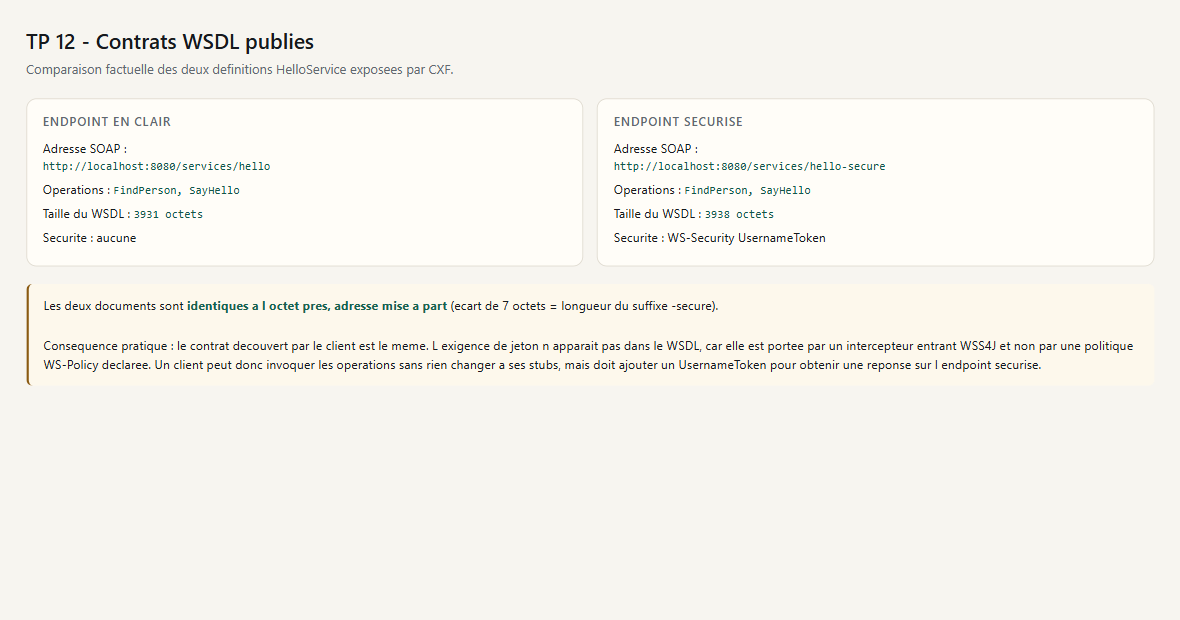 TP 12 - Contrats WSDL publies
Comparaison factuelle des deux definitions HelloService exposees par CXF.
ENDPOINT EN CLAIR
Adresse SOAP :
http://localhost:8080/services/hello
Operations : FindPerson, SayHello
Taille du WSDL : 3931 octets
Securite : aucune
ENDPOINT SECURISE
Adresse SOAP :
http://localhost:8080/services/hello-secure
Operations : FindPerson, SayHello
Taille du WSDL : 3938 octets
Securite : WS-Security UsernameToken
Les deux documents sont identiques a l octet pres, adresse mise a part (ecart de 7 octets = longueur du suffixe -secure).
Consequence pratique : le contrat decouvert par le client est le meme. L exigence de jeton n apparait pas dans le WSDL, car elle est portee par un intercepteur entrant WSS4J et non par une politique
WS-Policy declaree. Un client peut donc invoquer les operations sans rien changer a ses stubs, mais doit ajouter un UsernameToken pour obtenir une reponse sur l endpoint securise.